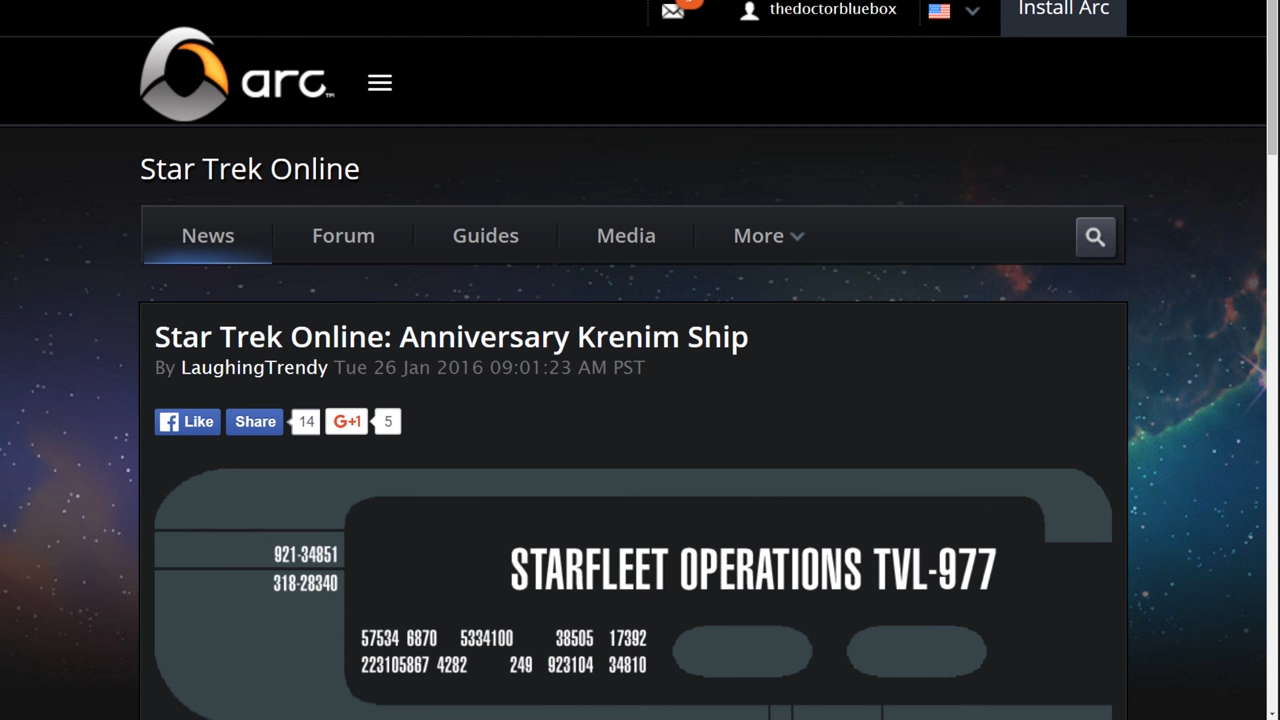 thedoctorbluebox
Install Arc
arc™
Star Trek Online
News Forum Guides Media More
Star Trek Online: Anniversary Krenim Ship
By LaughingTrendy Tue 26 Jan 2016 09:01:23 AM PST
Like Share 14 G+1 5
STARFLEET OPERATIONS TVL-977
921-34851
318-28340
57534 6870 5334100 38505 17392
223105867 4282 249 923104 34810